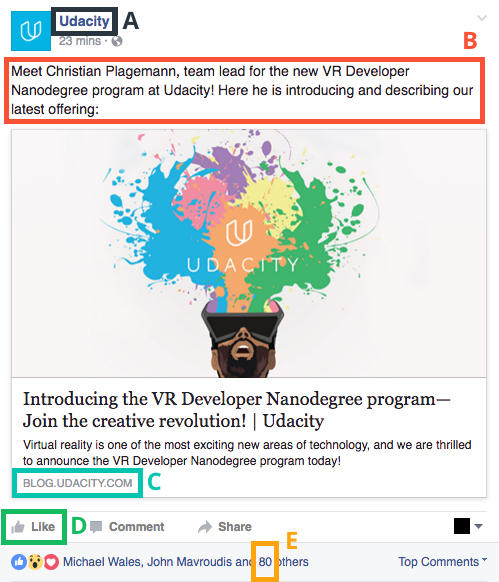 Udacity A
23 mins ·
B
Meet Christian Plagemann, team lead for the new VR Developer
Nanodegree program at Udacity! Here he is introducing and describing our
latest offering:
UDACITY
Introducing the VR Developer Nanodegree program—
Join the creative revolution! | Udacity
Virtual reality is one of the most exciting new areas of technology, and we are thrilled
to announce the VR Developer Nanodegree program today!
BLOG.UDACITY.COM C
Like D Comment Share
E
Michael Wales, John Mavroudis and 80 others Top Comments